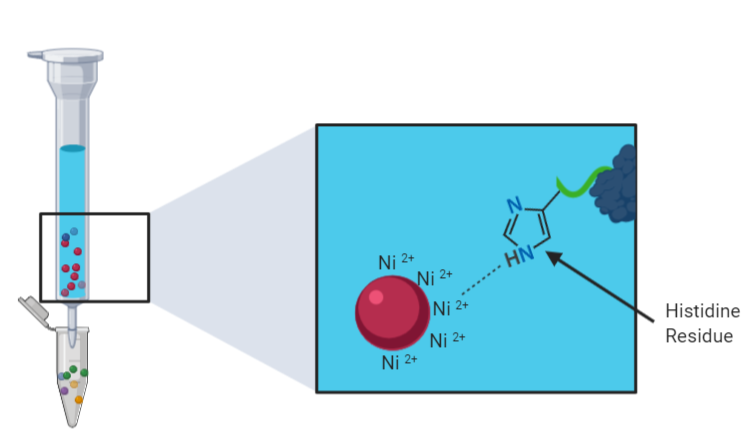 N
HN
Ni 2+
Ni 2+
Ni 2+
Ni 2+
Ni 2+
Histidine
Residue